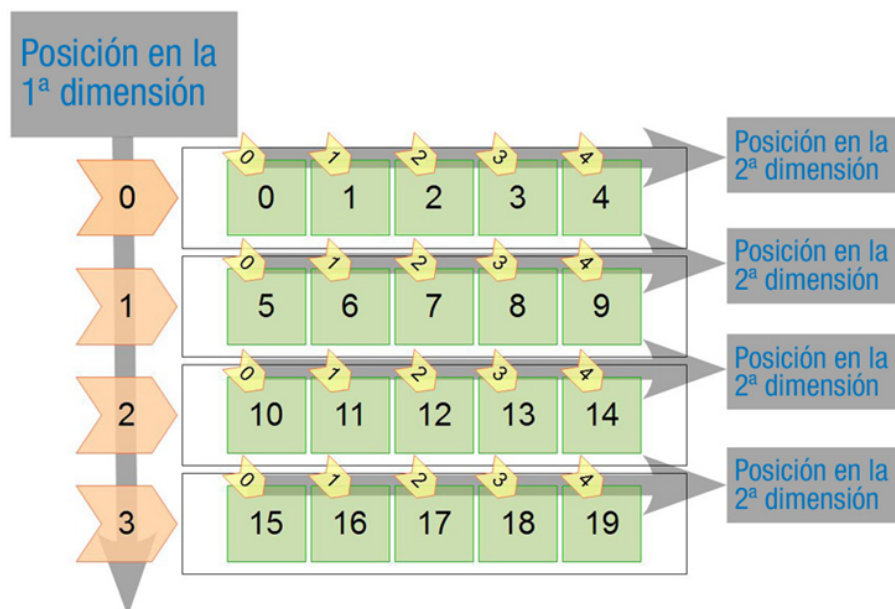 Posición en la
1ª dimensión
0 1 2 3 4
Posición en la
2ª dimensión
0
0 1 2 3 4
0 1 2 3 4
Posición en la
2ª dimensión
1
5 6 7 8 9
0 1 2 3 4
Posición en la
2ª dimensión
2
10 11 12 13 14
0 1 2 3 4
Posición en la
2ª dimensión
3
15 16 17 18 19